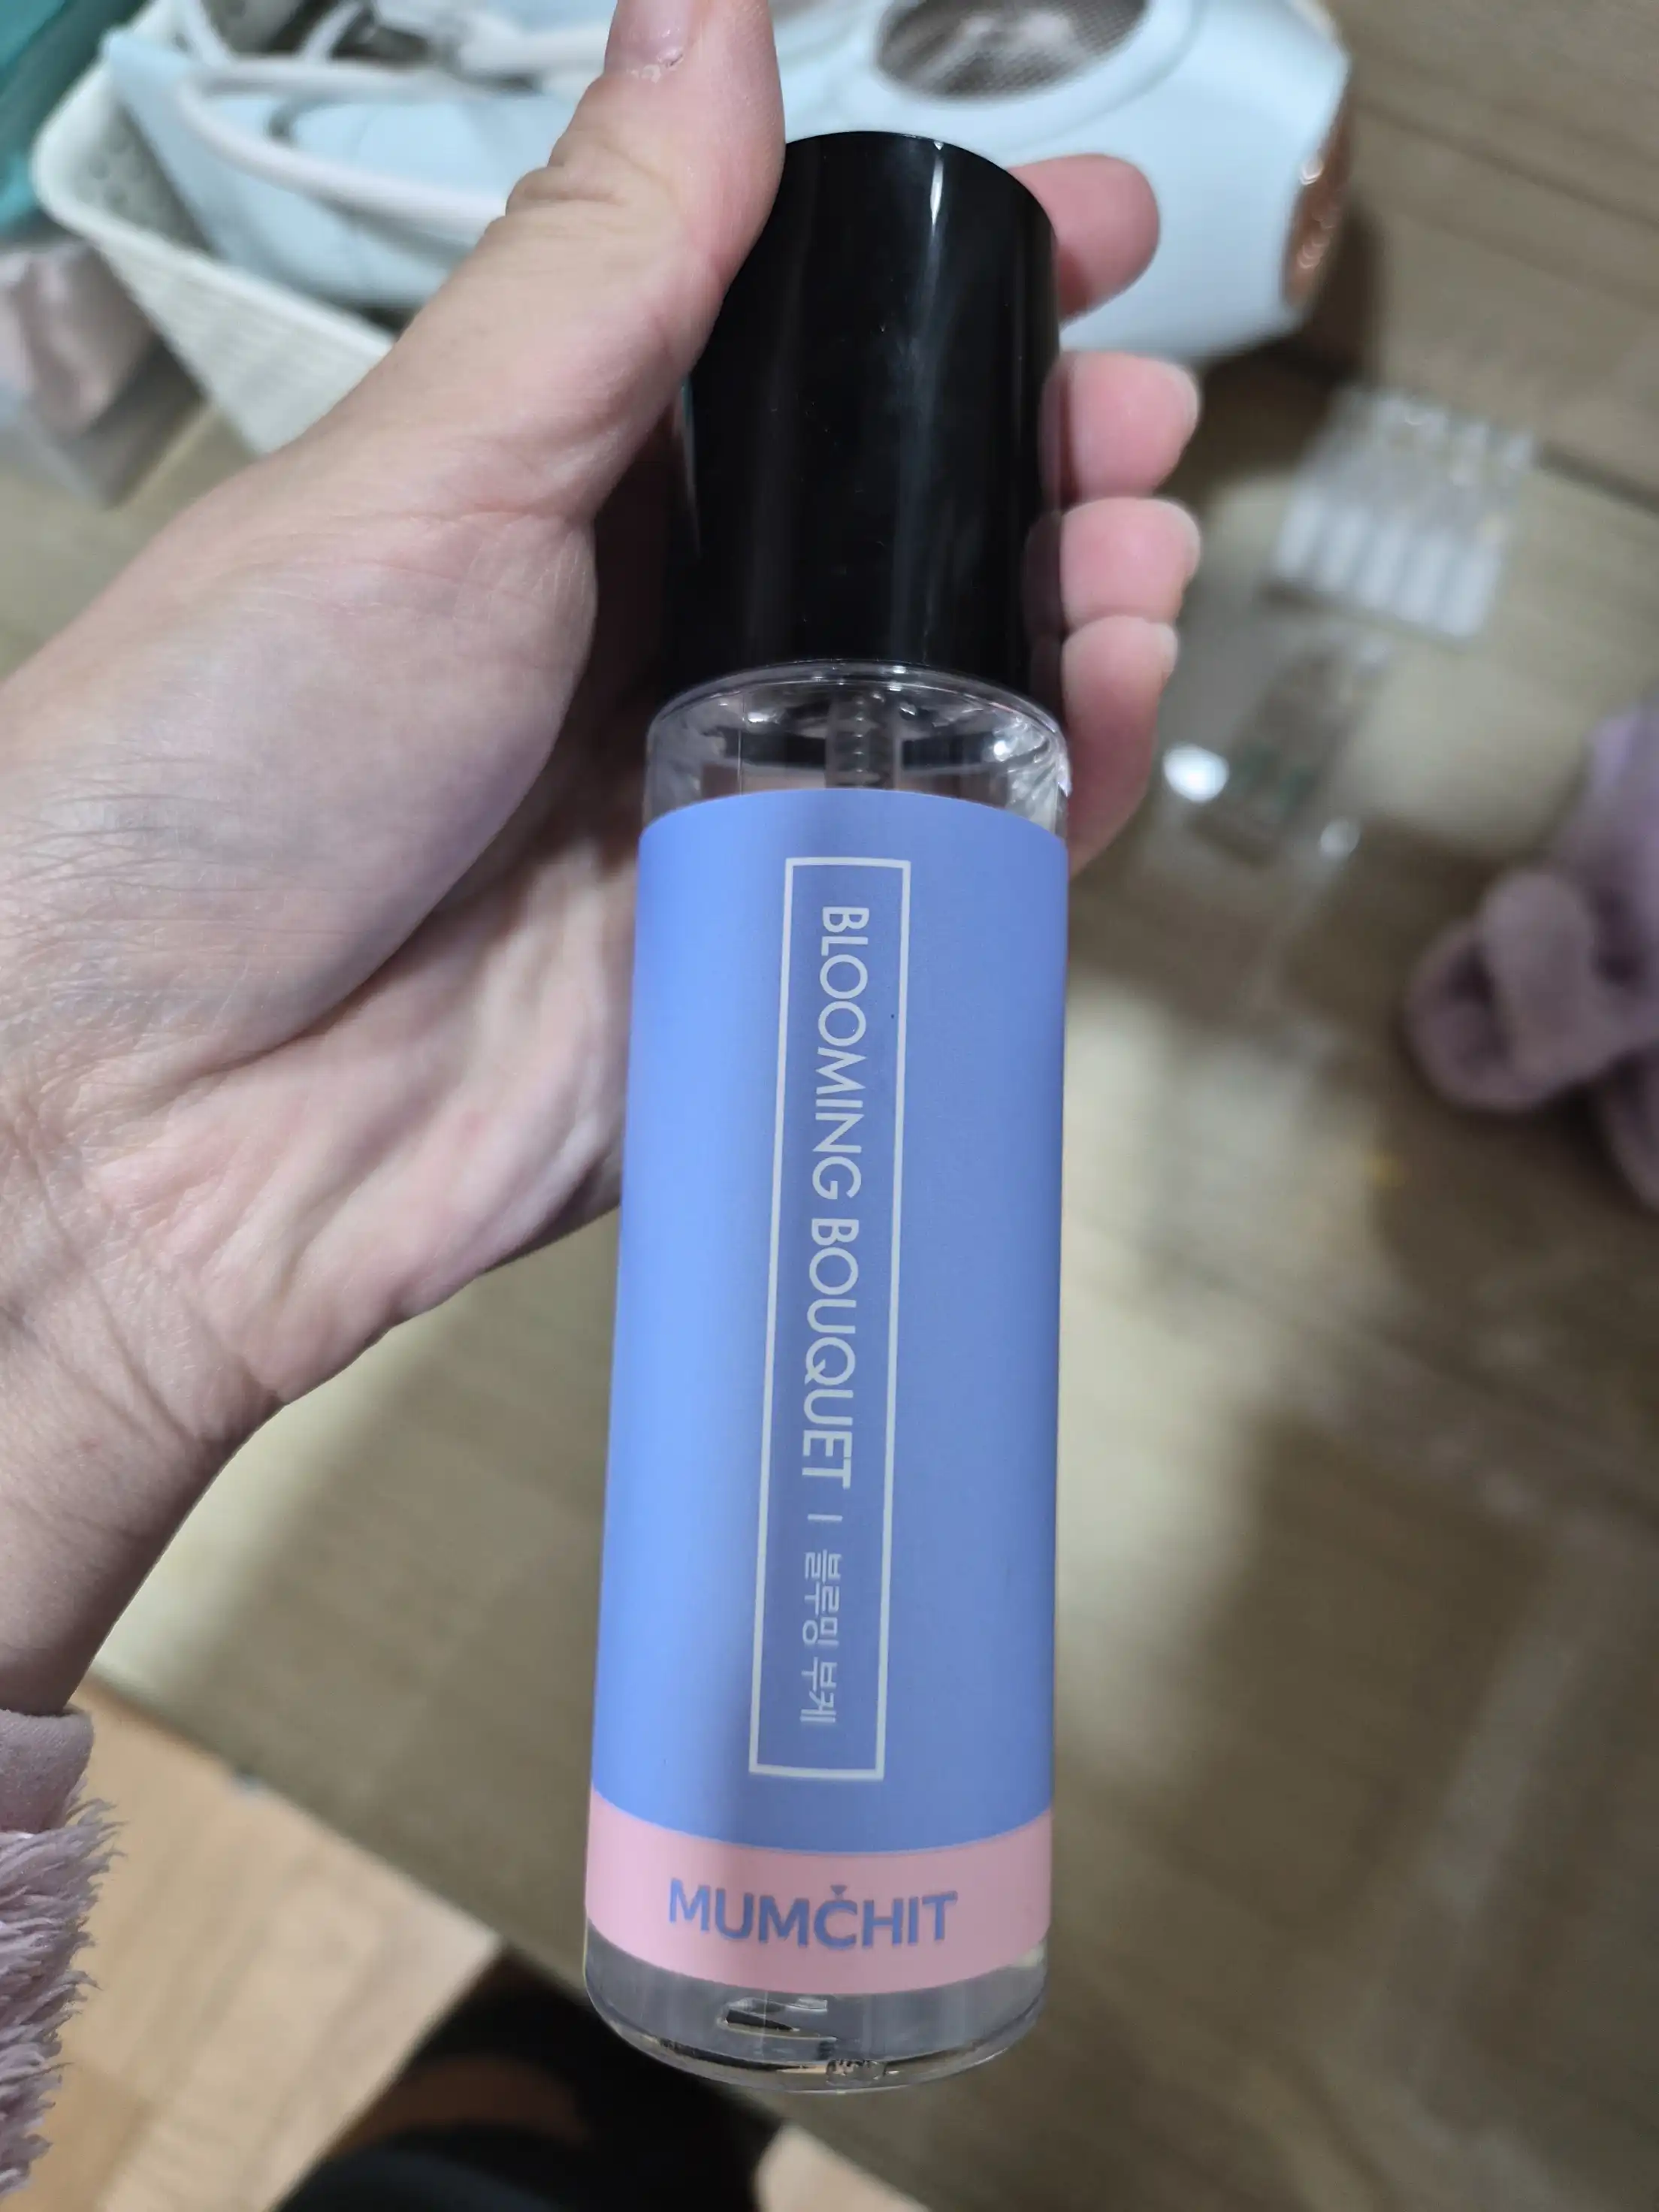 BLOOMING BOUQUET | 블루밍 부케
MUMCHIT